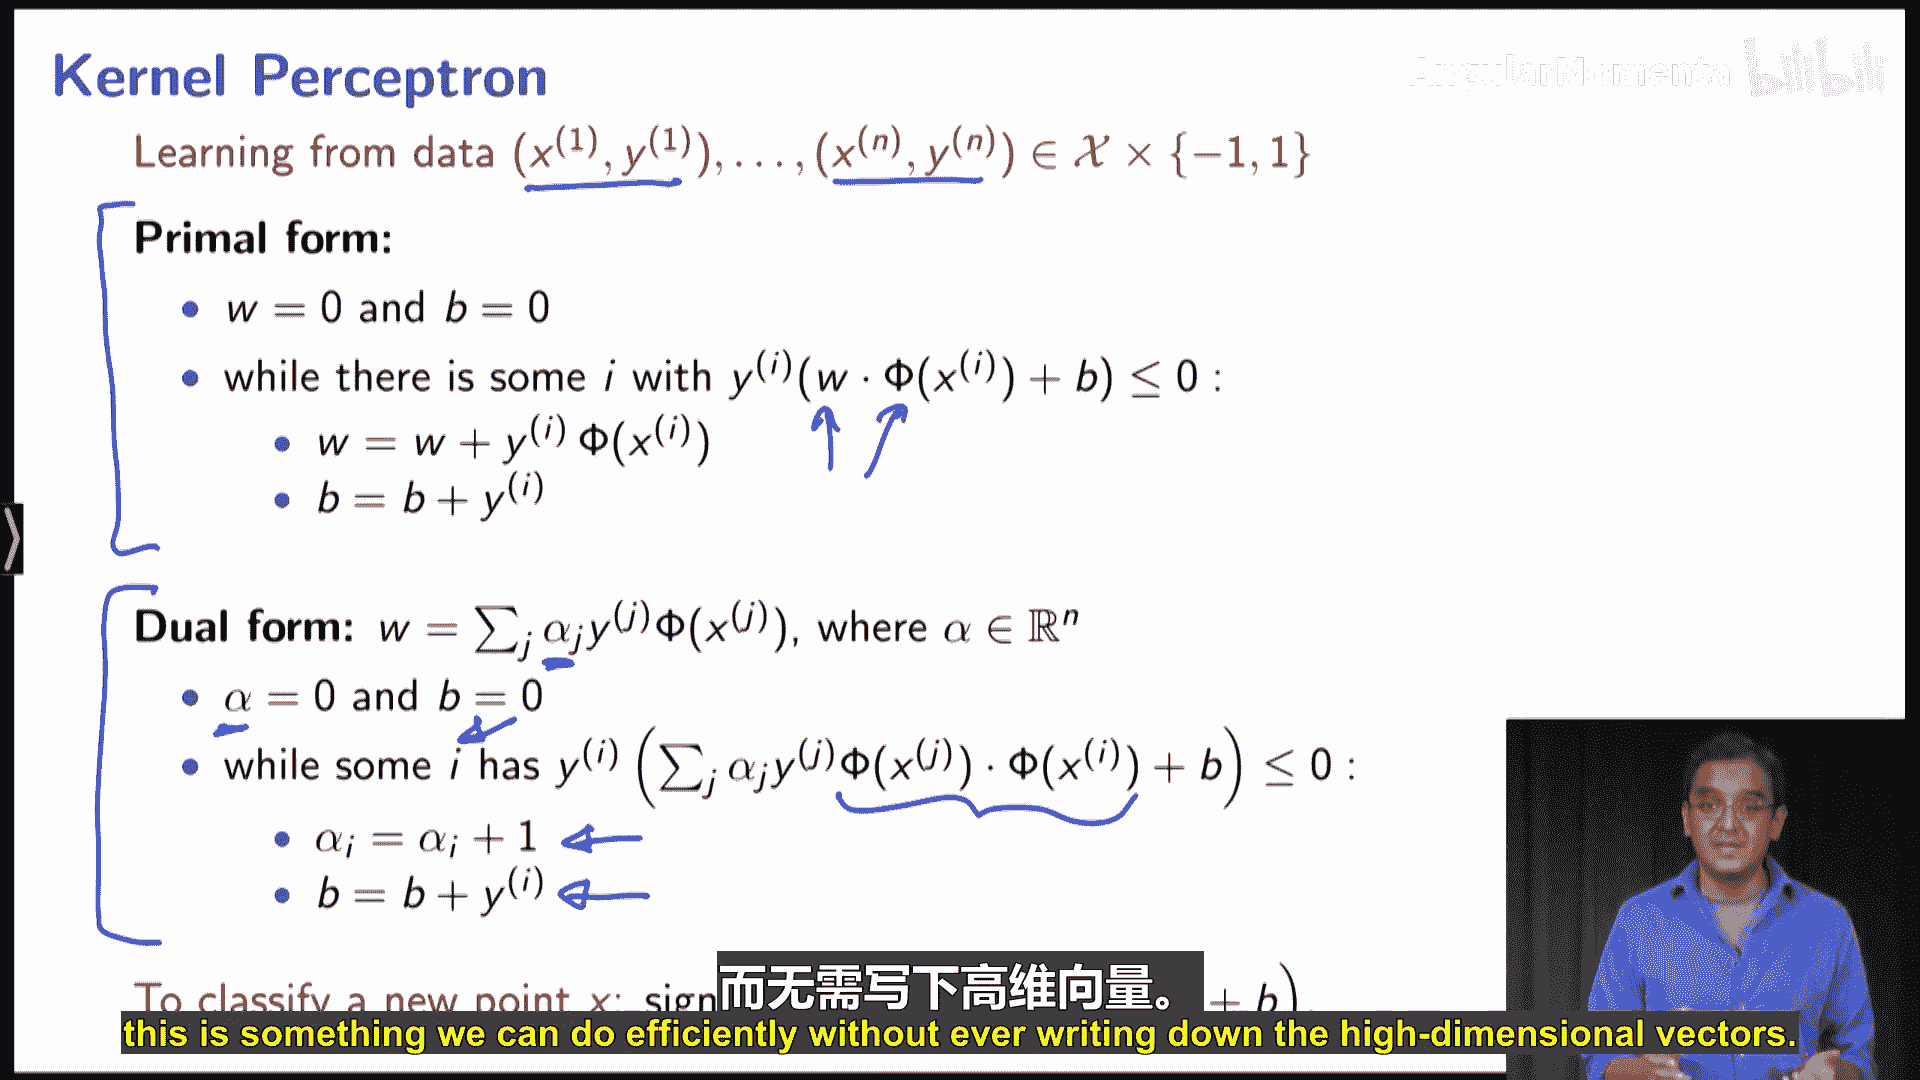 Kernel Perceptron
AngularMomenta bilibili
Learning from data (x^(1), y^(1)), . . . , (x^(n), y^(n)) ∈ 𝒳 × {−1, 1}
Primal form:
• w = 0 and b = 0
• while there is some i with y^(i)(w · Φ(x^(i)) + b) ≤ 0 :
• w = w + y^(i) Φ(x^(i))
• b = b + y^(i)
Dual form: w = ∑_j α_j y^(j) Φ(x^(j)), where α ∈ ℝ^n
• α = 0 and b = 0
• while some i has y^(i) (∑_j α_j y^(j) Φ(x^(j)) · Φ(x^(i)) + b) ≤ 0 :
• α_i = α_i + 1
• b = b + y^(i)
To classify a new point x: sign + b)
而无需写下高维向量。
this is something we can do efficiently without ever writing down the high-dimensional vectors.